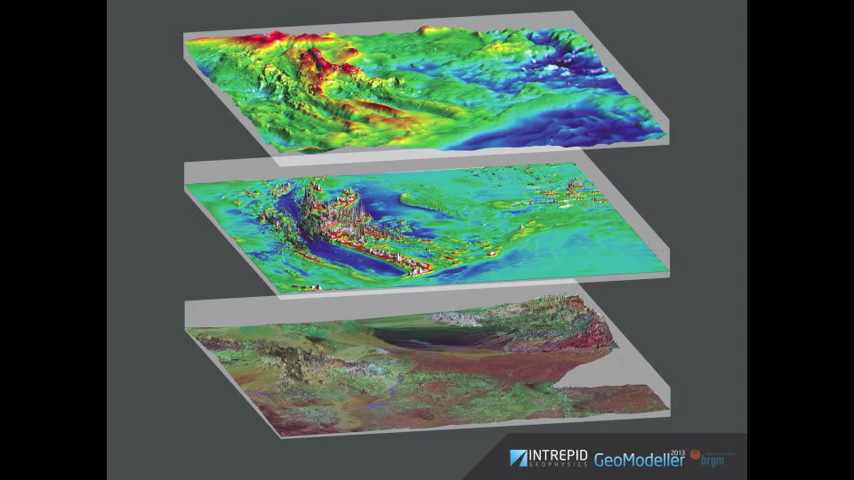 INTREPID
GEOPHYSICS
GeoModeller
2013
brgm